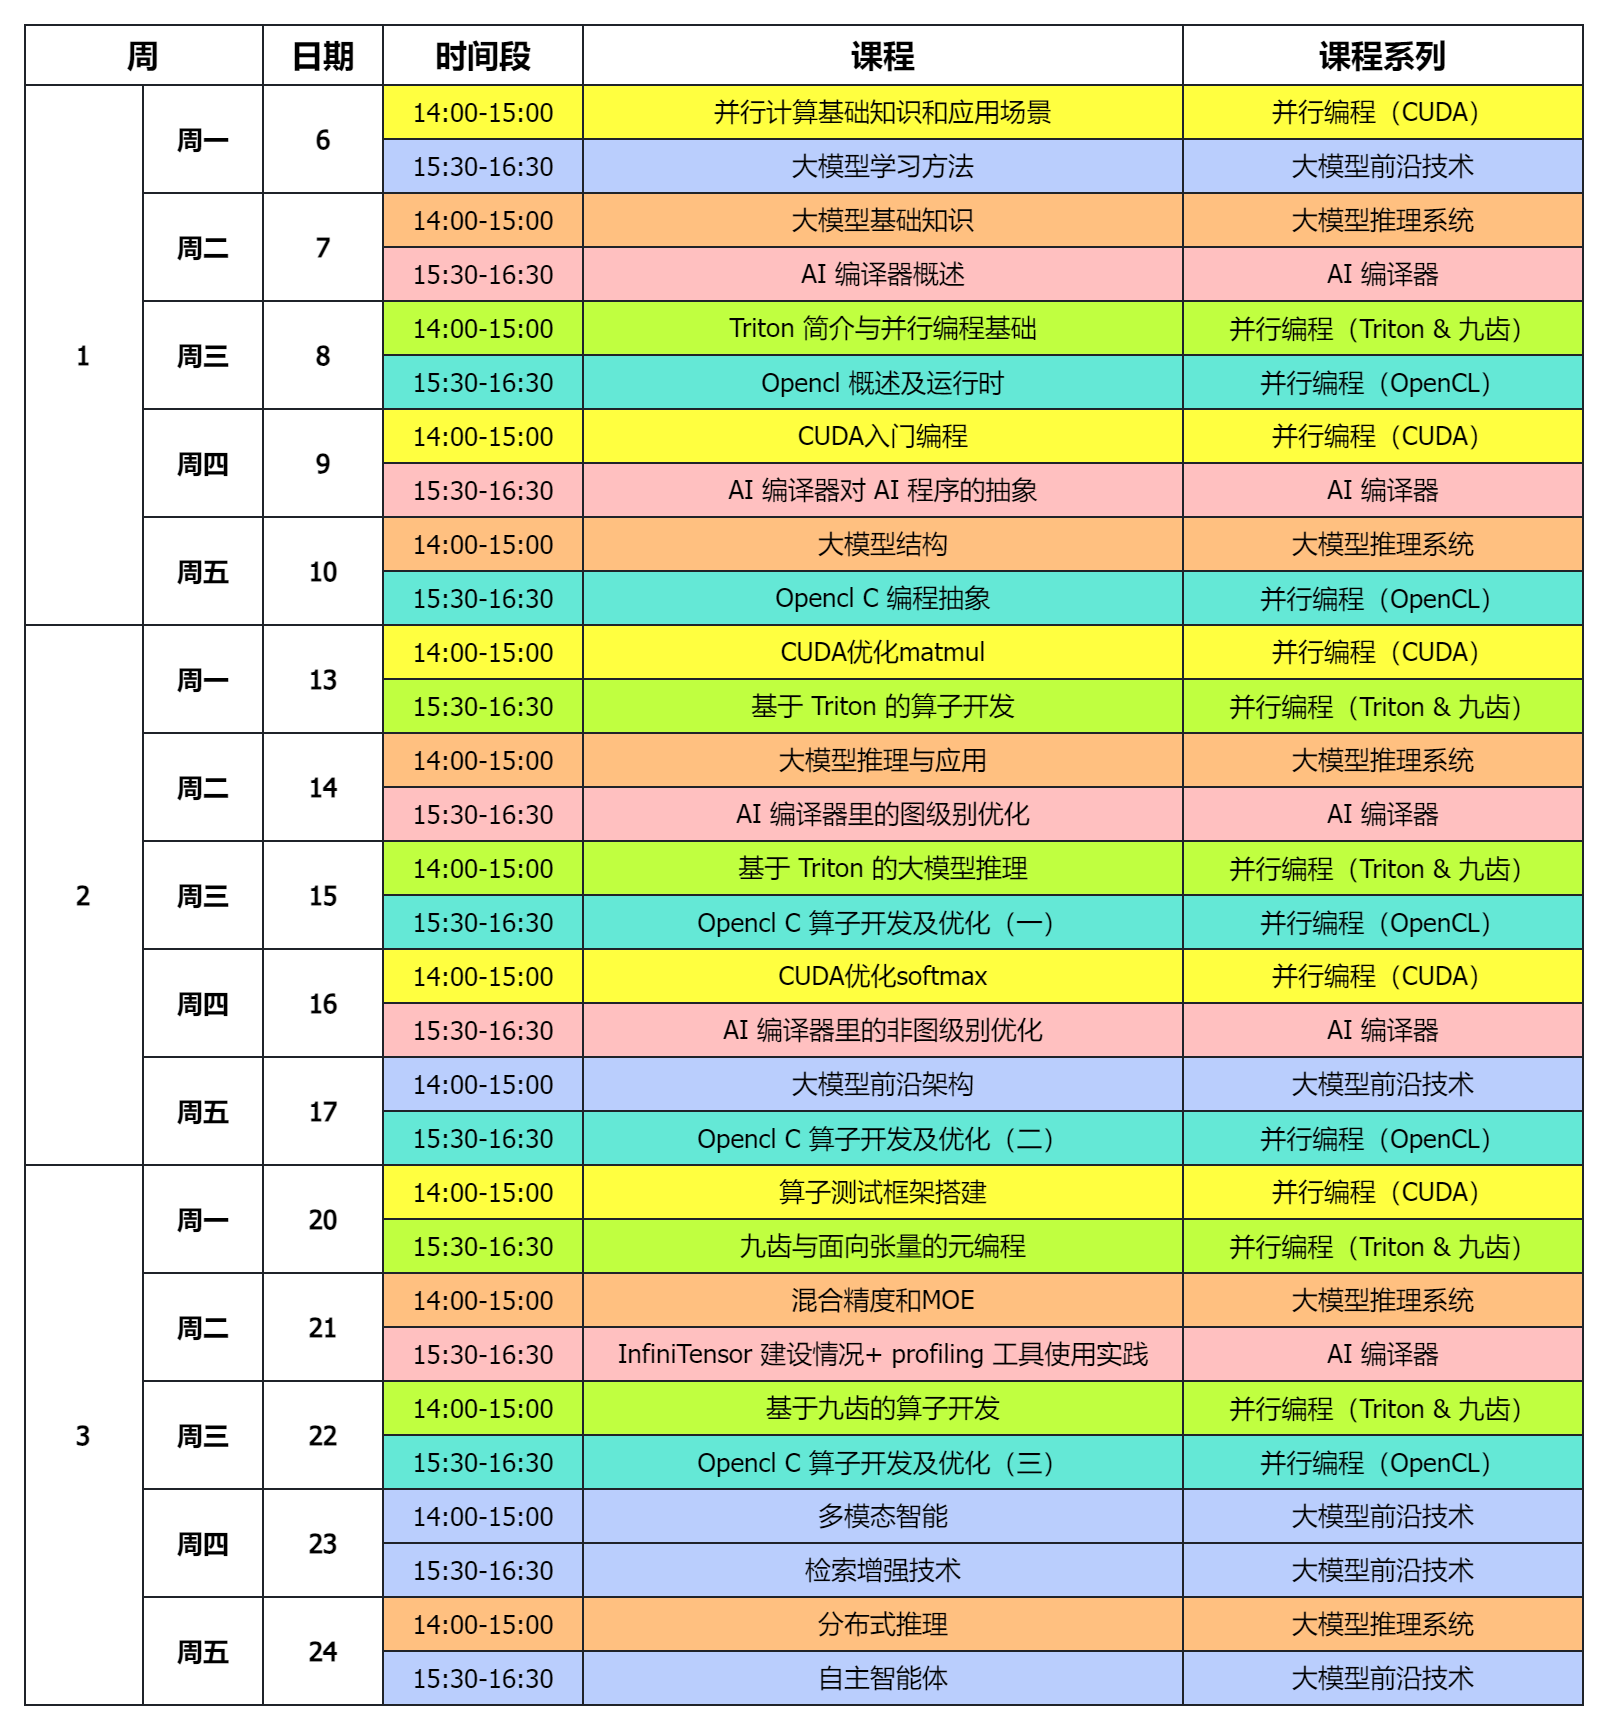 周 日期 时间段 课程 课程系列
1 周一 6 14:00-15:00 并行计算基础知识和应用场景 并行编程（CUDA）
15:30-16:30 大模型学习方法 大模型前沿技术
周二 7 14:00-15:00 大模型基础知识 大模型推理系统
15:30-16:30 AI 编译器概述 AI 编译器
周三 8 14:00-15:00 Triton 简介与并行编程基础 并行编程（Triton & 九齿）
15:30-16:30 Opencl 概述及运行时 并行编程（OpenCL）
周四 9 14:00-15:00 CUDA入门编程 并行编程（CUDA）
15:30-16:30 AI 编译器对 AI 程序的抽象 AI 编译器
周五 10 14:00-15:00 大模型结构 大模型推理系统
15:30-16:30 Opencl C 编程抽象 并行编程（OpenCL）
2 周一 13 14:00-15:00 CUDA优化matmul 并行编程（CUDA）
15:30-16:30 基于 Triton 的算子开发 并行编程（Triton & 九齿）
周二 14 14:00-15:00 大模型推理与应用 大模型推理系统
15:30-16:30 AI 编译器里的图级别优化 AI 编译器
周三 15 14:00-15:00 基于 Triton 的大模型推理 并行编程（Triton & 九齿）
15:30-16:30 Opencl C 算子开发及优化（一） 并行编程（OpenCL）
周四 16 14:00-15:00 CUDA优化softmax 并行编程（CUDA）
15:30-16:30 AI 编译器里的非图级别优化 AI 编译器
周五 17 14:00-15:00 大模型前沿架构 大模型前沿技术
15:30-16:30 Opencl C 算子开发及优化（二） 并行编程（OpenCL）
3 周一 20 14:00-15:00 算子测试框架搭建 并行编程（CUDA）
15:30-16:30 九齿与面向张量的元编程 并行编程（Triton & 九齿）
周二 21 14:00-15:00 混合精度和MOE 大模型推理系统
15:30-16:30 InfiniTensor 建设情况+ profiling 工具使用实践 AI 编译器
周三 22 14:00-15:00 基于九齿的算子开发 并行编程（Triton & 九齿）
15:30-16:30 Opencl C 算子开发及优化（三） 并行编程（OpenCL）
周四 23 14:00-15:00 多模态智能 大模型前沿技术
15:30-16:30 检索增强技术 大模型前沿技术
周五 24 14:00-15:00 分布式推理 大模型推理系统
15:30-16:30 自主智能体 大模型前沿技术